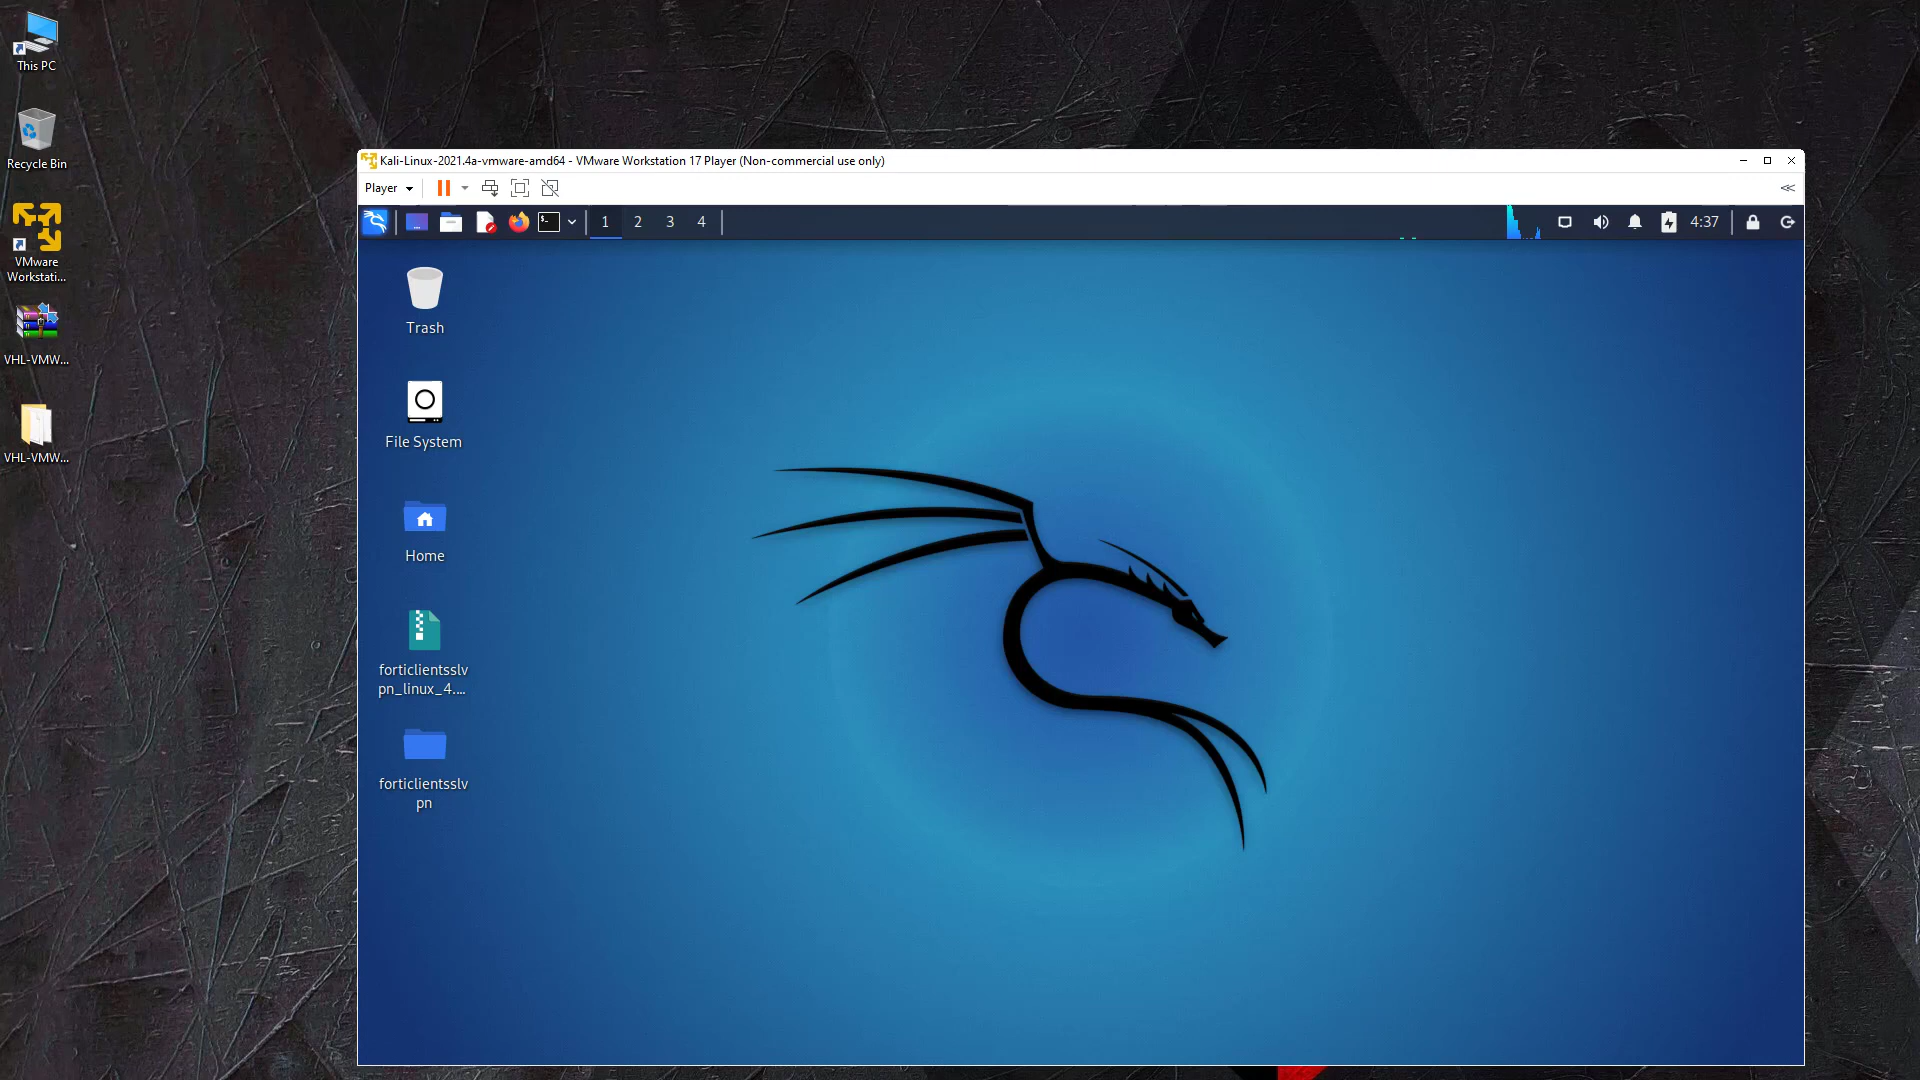 This PC
Recycle Bin
VMware
Workstati...
VHL-VMW...
VHL-VMW...
Kali-Linux-2021.4a-vmware-amd64 - VMware Workstation 17 Player (Non-commercial use only)
Player
1 2 3 4
4:37
Trash
File System
Home
forticlientsslv
pn_linux_4....
forticlientsslv
pn